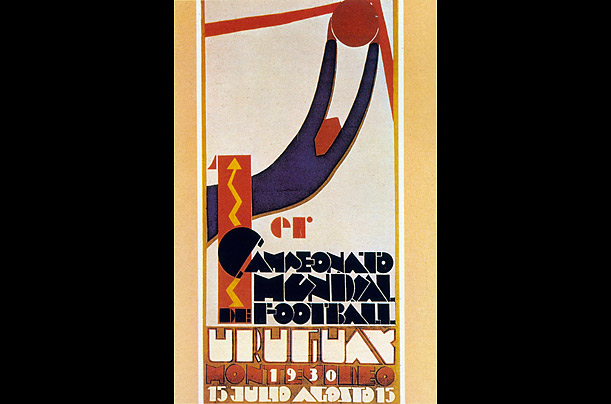 1er
CAMPEONATO
MUNDIAL
DE FOOTBALL
URUGUAY
1930
MONTEVIDEO
15 JULIO AGOSTO 15